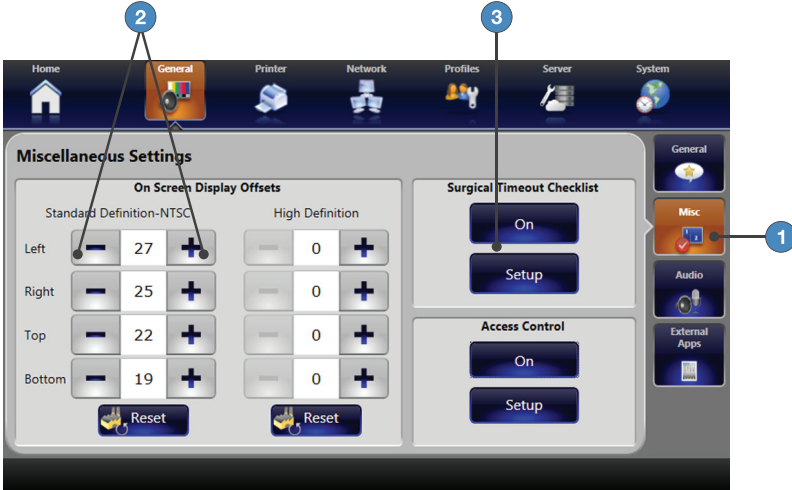 2
3
Home General Printer Network Profiles Server System
Miscellaneous Settings
General
On Screen Display Offsets
Surgical Timeout Checklist
Standard Definition-NTSC High Definition
Misc
1 2
1
On
Left 27 0
Setup
Audio
Right 25 0
Access Control
External
Apps
Top 22 0
On
Bottom 19 0
Setup
Reset Reset